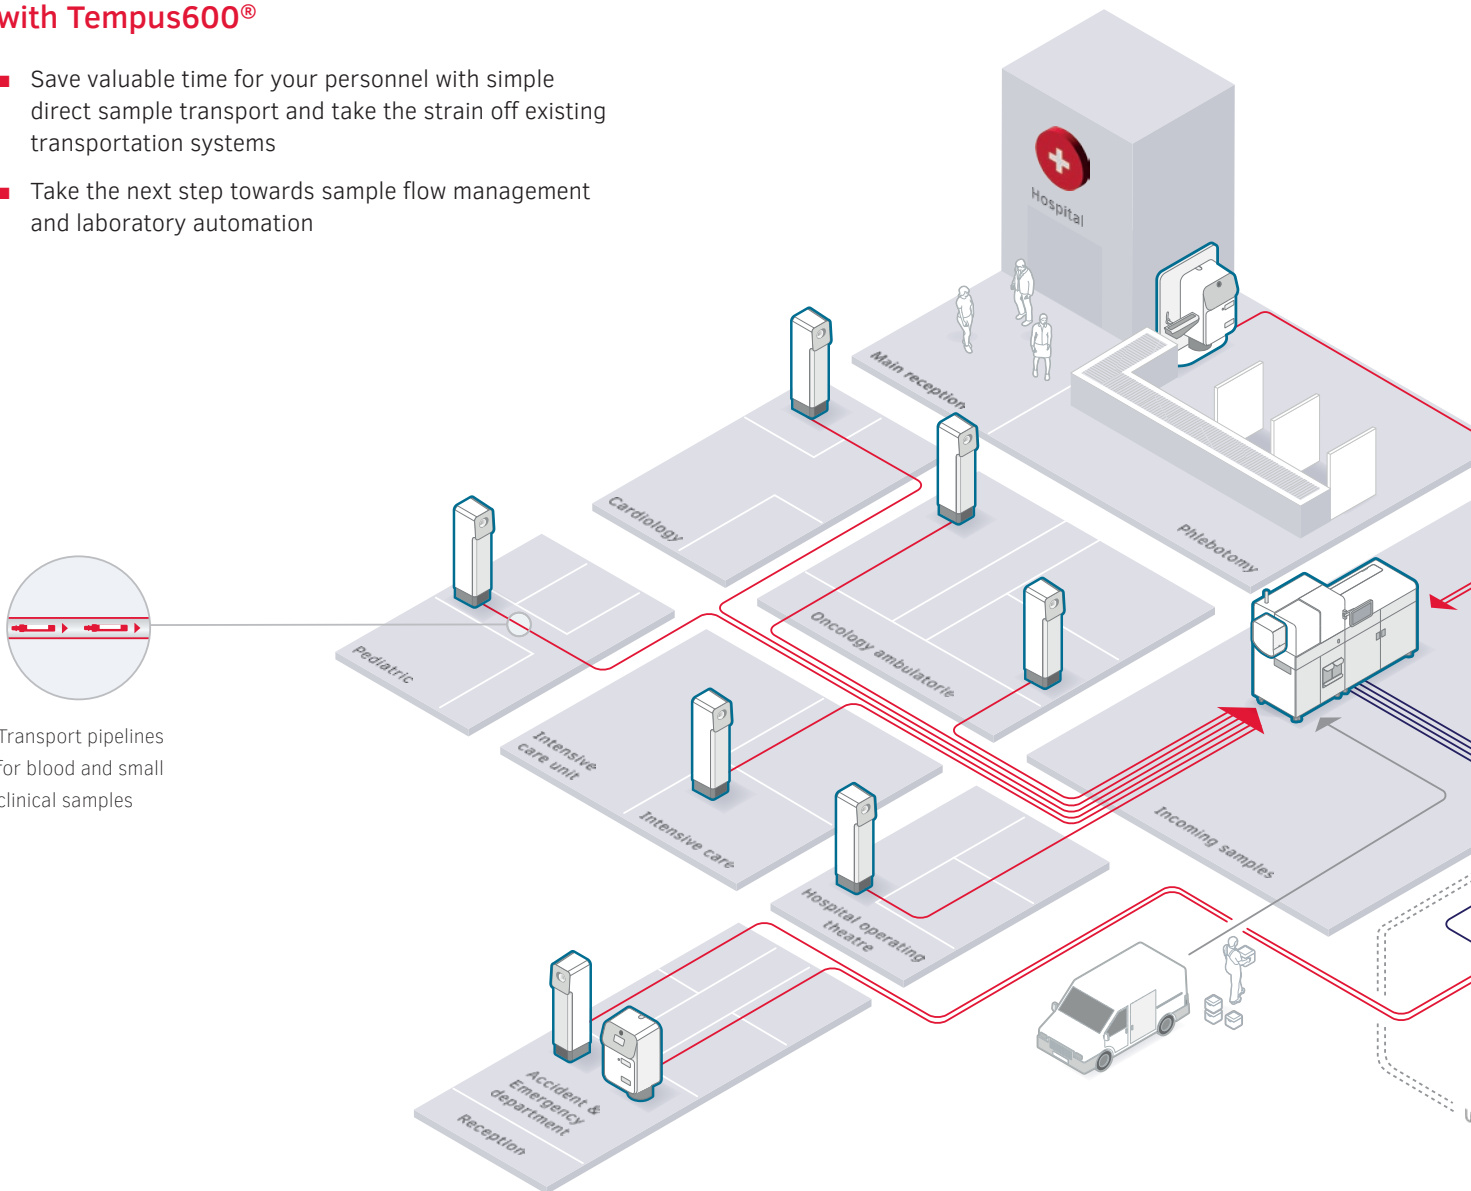 with Tempus600®
Save valuable time for your personnel with simple
direct sample transport and take the strain off existing
transportation systems
Take the next step towards sample flow management
and laboratory automation
Hospital
Main reception
Phlebotomy
Cardiology
Oncology ambulatorie
Pediatric
Transport pipelines
for blood and small
clinical samples
Intensive
care unit
Intensive care
Incoming samples
Hospital operating
theatre
Accident &
Emergency
department
Reception